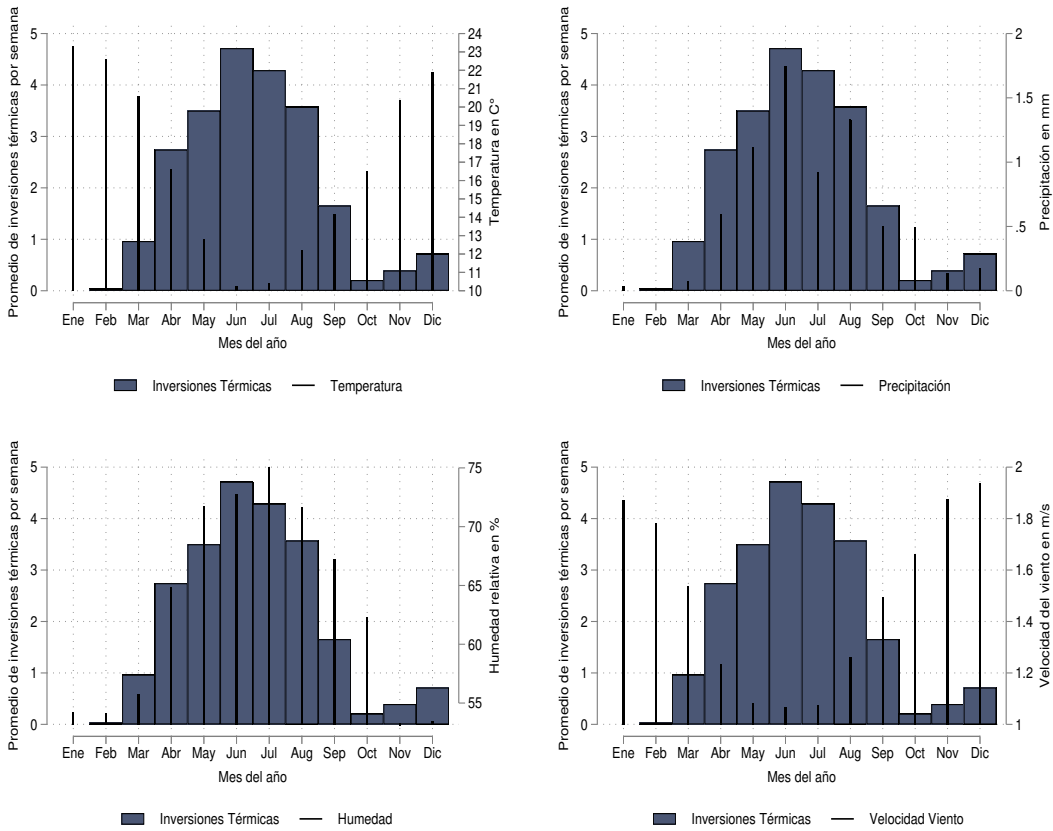 Promedio de inversiones térmicas por semana
5
4
3
2
1
0
24
23
22
21
20
19
18
17
16
15
14
13
12
11
10
Temperatura en C°
Ene Feb Mar Abr May Jun Jul Aug Sep Oct Nov Dic
Mes del año
Inversiones Térmicas Temperatura
Promedio de inversiones térmicas por semana
5
4
3
2
1
0
2
1.5
1
.5
0
Precipitación en mm
Ene Feb Mar Abr May Jun Jul Aug Sep Oct Nov Dic
Mes del año
Inversiones Térmicas Precipitación
Promedio de inversiones térmicas por semana
5
4
3
2
1
0
75
70
65
60
55
Humedad relativa en %
Ene Feb Mar Abr May Jun Jul Aug Sep Oct Nov Dic
Mes del año
Inversiones Térmicas Humedad
Promedio de inversiones térmicas por semana
5
4
3
2
1
0
2
1.8
1.6
1.4
1.2
1
Velocidad del viento en m/s
Ene Feb Mar Abr May Jun Jul Aug Sep Oct Nov Dic
Mes del año
Inversiones Térmicas Velocidad Viento